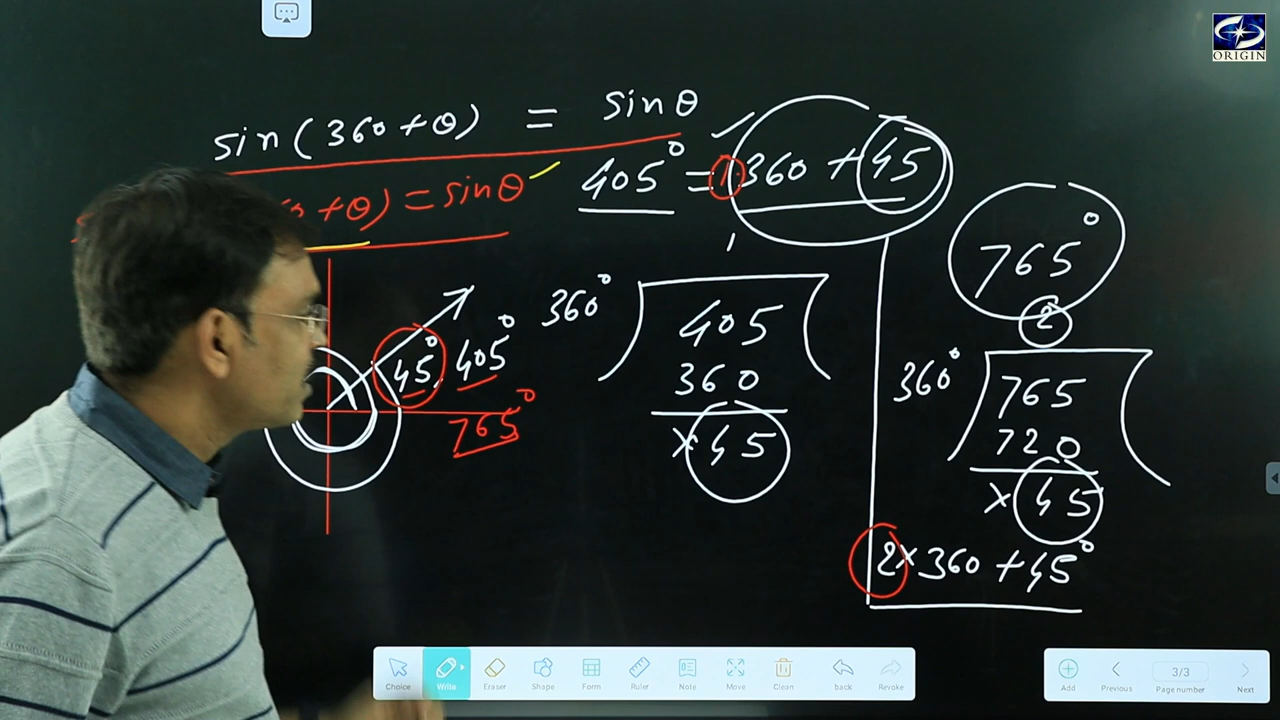 ORIGIN
sin(360+θ) = sinθ
+θ) = sinθ
405° = 1 360 + 45
45° 405°
765°
1
360° ) 405 (
360
×45
765°
2
360° ) 765 (
720
×45
2×360 + 45°
Choice Write Eraser Shape Form Ruler Note Move Clean back Revoke
Add Previous 3/3 Page number Next